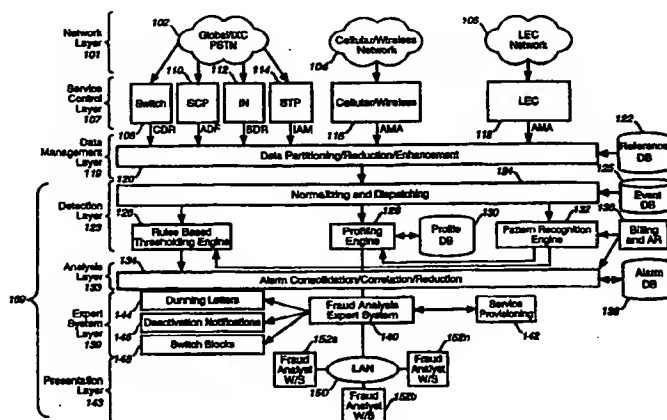 Network
Layer
101
102
Global/IXC
PSTN
104
Cellular/Wireless
Network
106
LEC
Network
Service
Control
Layer
107
110
112
114
Switch
SCP
IN
STP
Cellular/Wireless
LEC
108
116
118
CDR
ADF
BDR
IAM
AMA
AMA
Data
Management
Layer
119
120
Data Partitioning/Reduction/Enhancement
122
Reference
DB
124
Normalizing and Dispatching
125
Event
DB
Detection
Layer
123
126
Rules Based
Thresholding Engine
128
Profiling
Engine
130
Profile
DB
132
Pattern Recognition
Engine
136
Billing
and AR
109
Analysis
Layer
133
134
Alarm Consolidation/Correlation/Reduction
Alarm
DB
138
Expert
System
Layer
139
144
Dunning Letters
146
Deactivation Notifications
148
Switch Blocks
Fraud Analysis
Expert System
140
Service
Provisioning
142
Presentation
Layer
143
152a
Fraud
Analyst
W/S
LAN
150
152n
Fraud
Analyst
W/S
Fraud
Analyst
W/S
152b